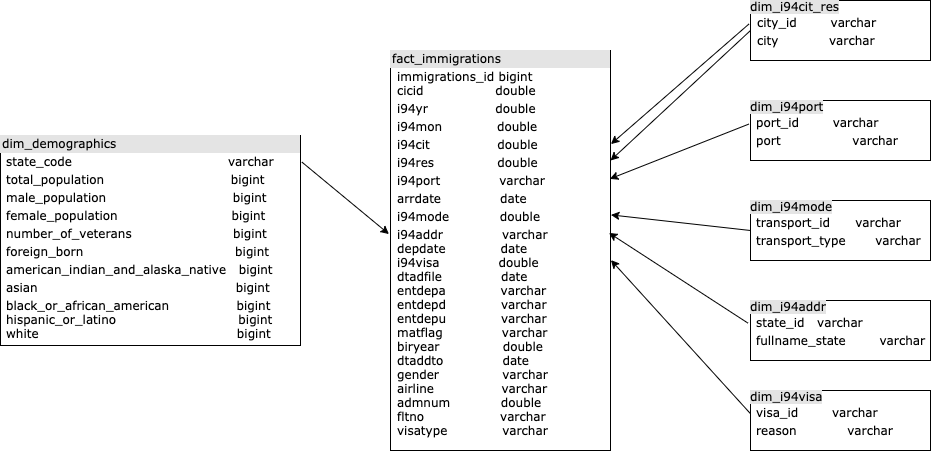 dim_demographics
state_code varchar
total_population bigint
male_population bigint
female_population bigint
number_of_veterans bigint
foreign_born bigint
american_indian_and_alaska_native bigint
asian bigint
black_or_african_american bigint
hispanic_or_latino bigint
white bigint
fact_immigrations
immigrations_id bigint
cicid double
i94yr double
i94mon double
i94cit double
i94res double
i94port varchar
arrdate date
i94mode double
i94addr varchar
depdate date
i94visa double
dtadfile date
entdepa varchar
entdepd varchar
entdepu varchar
matflag varchar
biryear double
dtaddto date
gender varchar
airline varchar
admnum double
fltno varchar
visatype varchar
dim_i94cit_res
city_id varchar
city varchar
dim_i94port
port_id varchar
port varchar
dim_i94mode
transport_id varchar
transport_type varchar
dim_i94addr
state_id varchar
fullname_state varchar
dim_i94visa
visa_id varchar
reason varchar